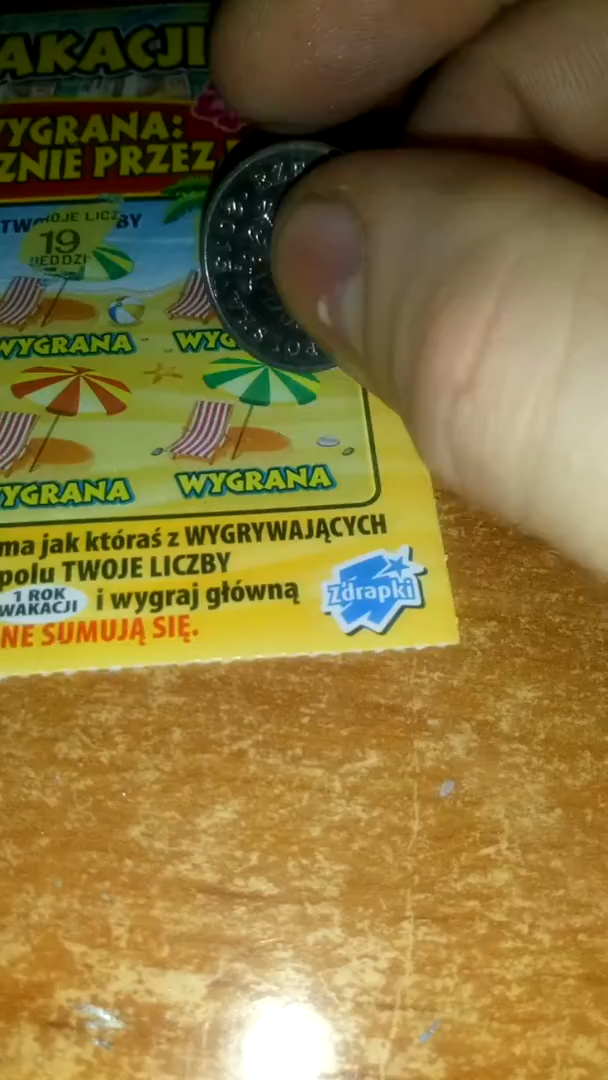 AKACJI
WYGRANA:
ZNIE PRZEZ
TWOJE LICZBY
19
WYGRANA WYG
WYGRANA WYGRANA
ma jak któraś z WYGRYWAJĄCYCH
polu TWOJE LICZBY
1 ROK WAKACJI i wygraj główną
NE SUMUJĄ SIĘ.
Zdrapki